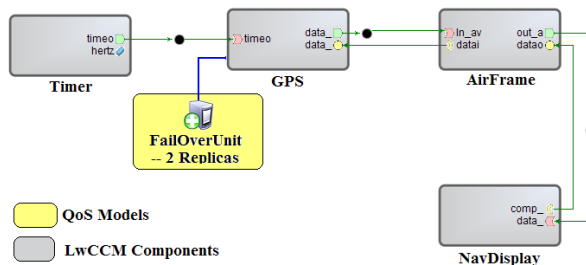 timeo
hertz
Timer
timeo
data_
data_
GPS
In_av
datai
out_a
datao
AirFrame
FailOverUnit
-- 2 Replicas
QoS Models
LwCCM Components
comp_
data_
NavDisplay